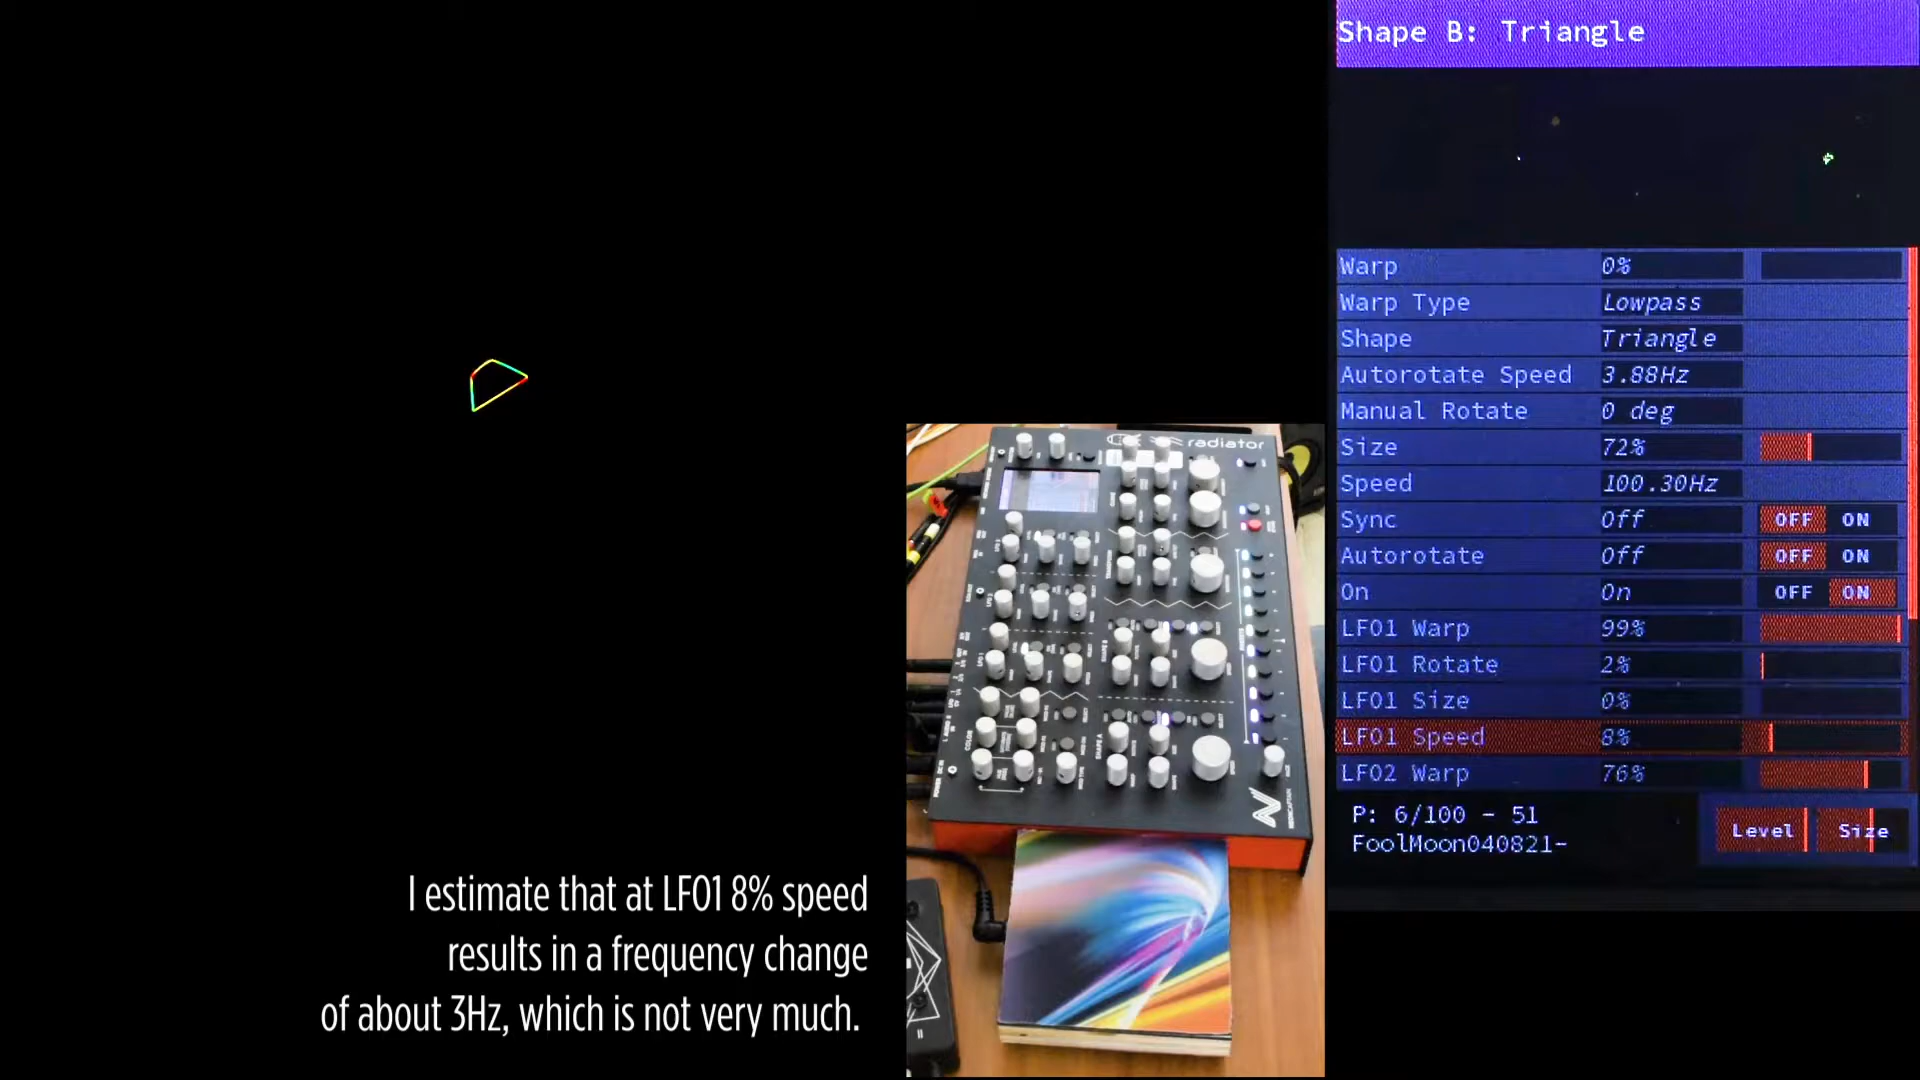 Shape B: Triangle
Warp 0%
Warp Type Lowpass
Shape Triangle
Autorotate Speed 3.88Hz
Manual Rotate 0 deg
Size 72%
Speed 100.30Hz
Sync Off OFF ON
Autorotate Off OFF ON
On On OFF ON
LFO1 Warp 99%
LFO1 Rotate 2%
LFO1 Size 0%
LFO1 Speed 8%
LFO2 Warp 76%
P: 6/100 - 51
FoolMoon040821-
Level Size
radiator
I estimate that at LFO1 8% speed
results in a frequency change
of about 3Hz, which is not very much.